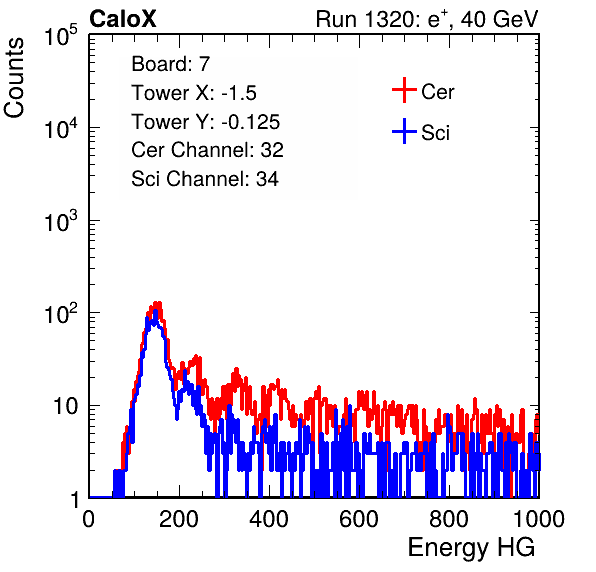 CaloX Run 1320: e⁺, 40 GeV
Counts
10⁵
10⁴
10³
10²
10
1
Board: 7
Tower X: -1.5
Tower Y: -0.125
Cer Channel: 32
Sci Channel: 34
Cer
Sci
0 200 400 600 800 1000
Energy HG